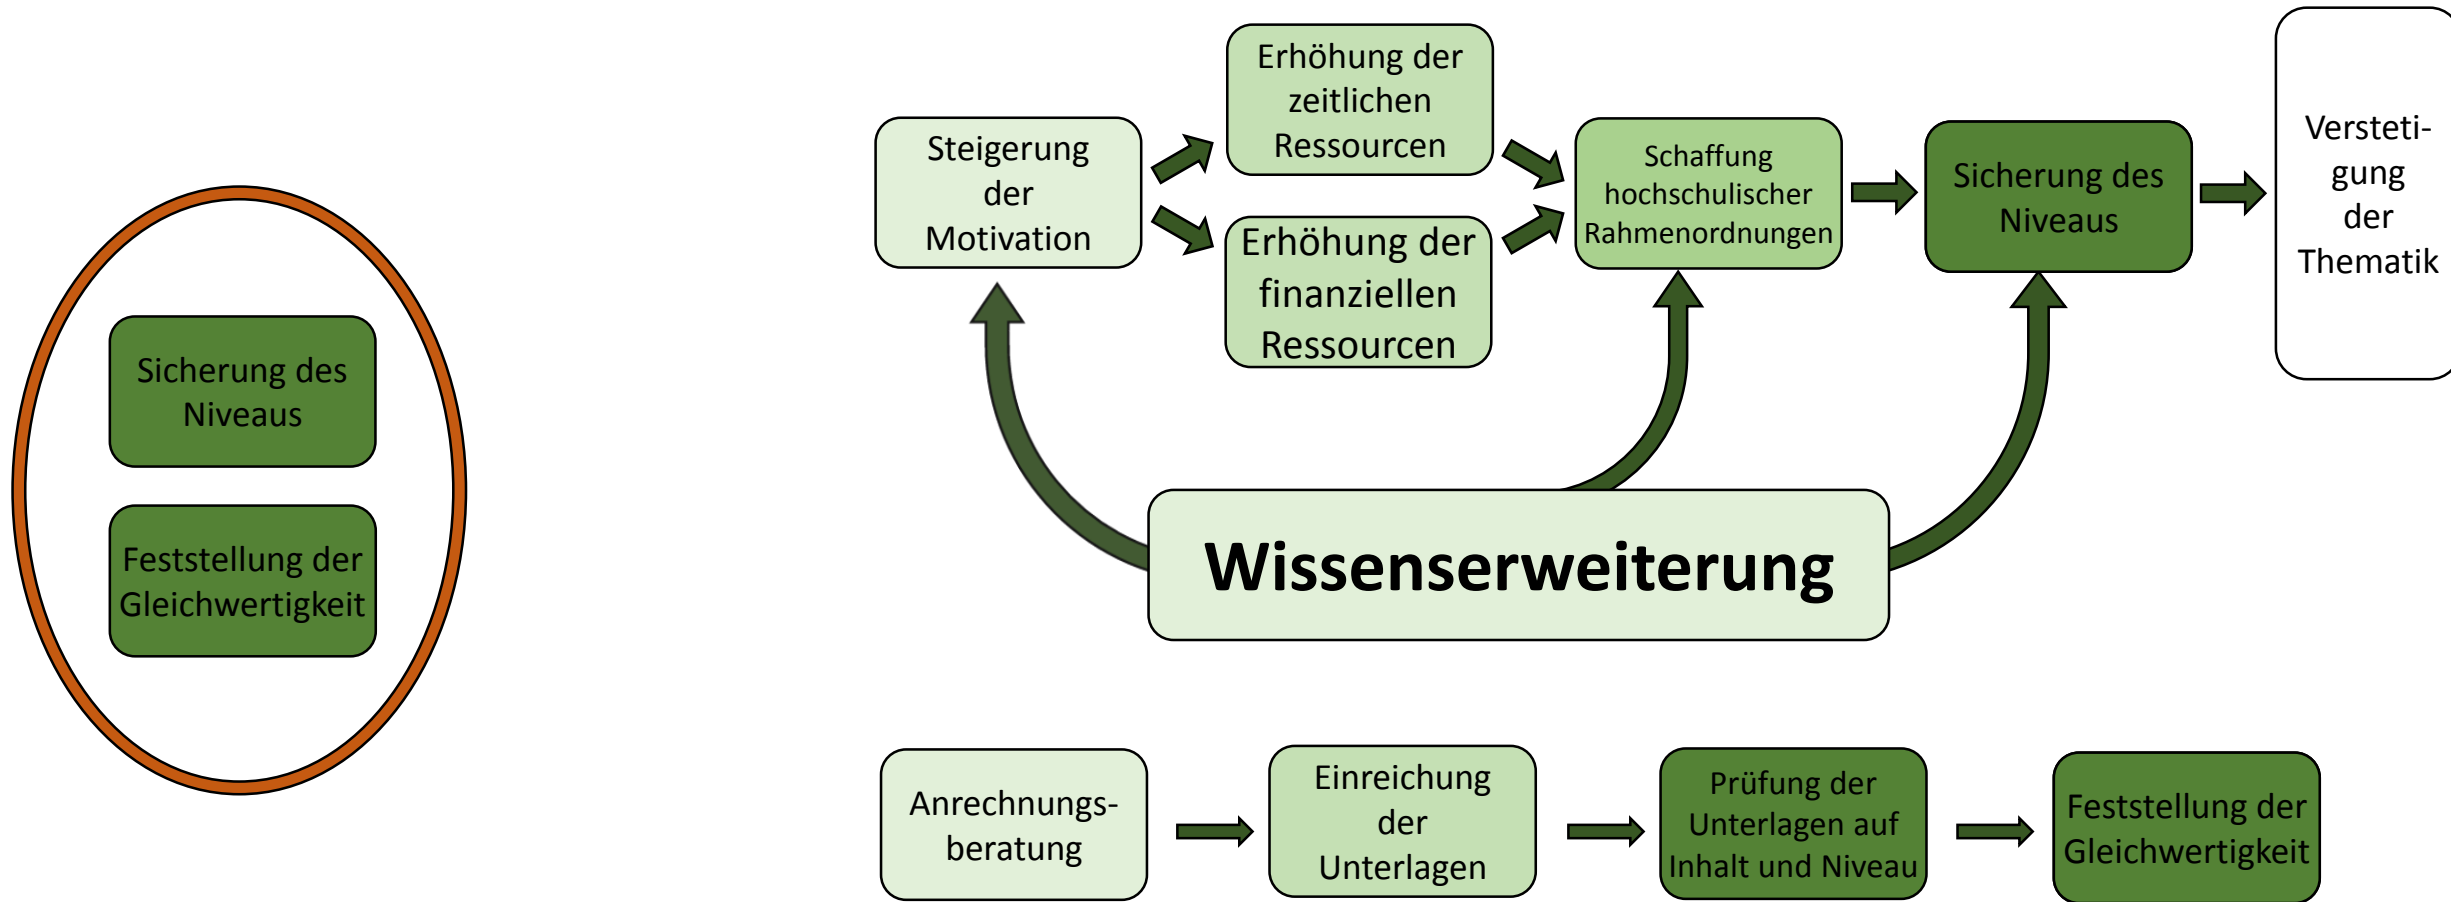 Sicherung des
Niveaus
Feststellung der
Gleichwertigkeit
Steigerung
der
Motivation
Erhöhung der
zeitlichen
Ressourcen
Erhöhung der
finanziellen
Ressourcen
Schaffung
hochschulischer
Rahmenordnungen
Sicherung des
Niveaus
Versteti-
gung
der
Thematik
Wissenserweiterung
Anrechnungs-
beratung
Einreichung
der
Unterlagen
Prüfung der
Unterlagen auf
Inhalt und Niveau
Feststellung der
Gleichwertigkeit